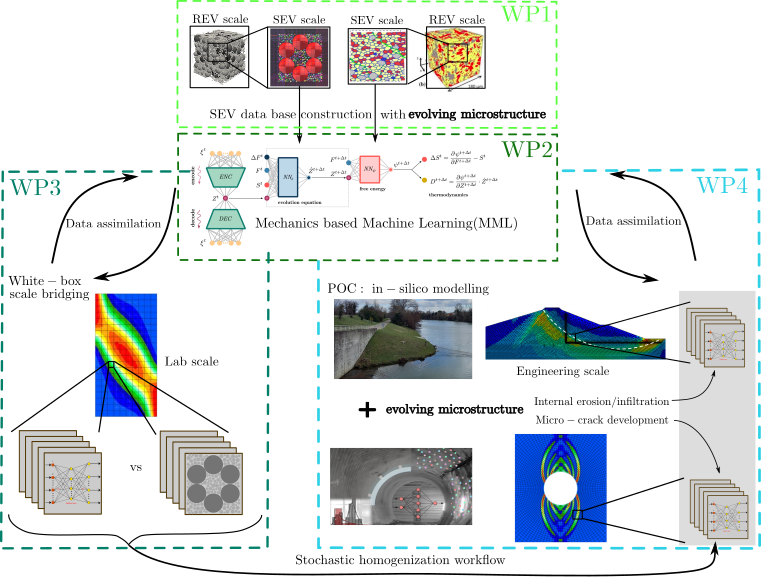 WP1
REV scale
SEV scale
SEV scale
REV scale
SEV data base construction with evolving microstructure
WP2
ENC
DEC
encode
decode
evolution equation
free energy
thermodynamics
Mechanics based Machine Learning(MML)
WP3
Data assimilation
White − box
scale bridging
Lab scale
vs
WP4
Data assimilation
POC : in − silico modelling
Engineering scale
Internal erosion/infiltration
Micro − crack development
+ evolving microstructure
Stochastic homogenization workflow